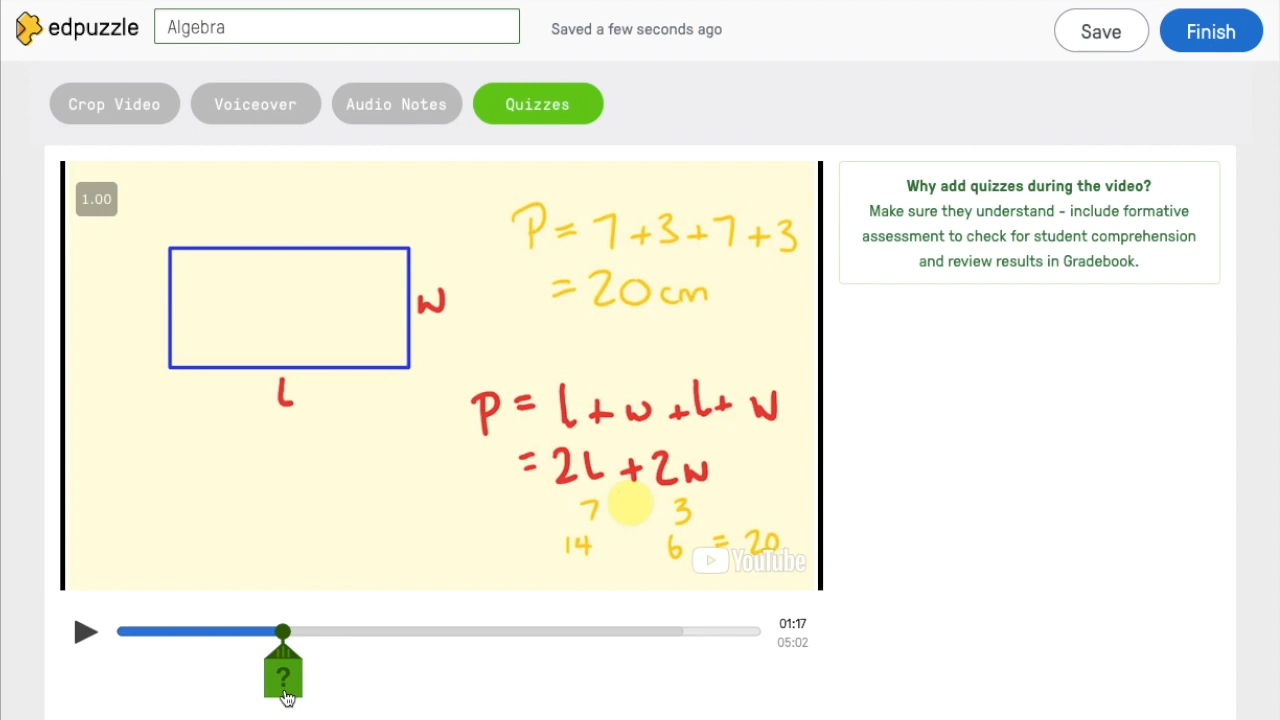 edpuzzle
Algebra
Saved a few seconds ago
Save
Finish
Crop Video
Voiceover
Audio Notes
Quizzes
1.00
W
L
P = 7+3+7+3
= 20cm
P = l+w+l+w
= 2L+2w
7 3
14 6 = 20
YouTube
Why add quizzes during the video?
Make sure they understand - include formative
assessment to check for student comprehension
and review results in Gradebook.
01:17
05:02
?